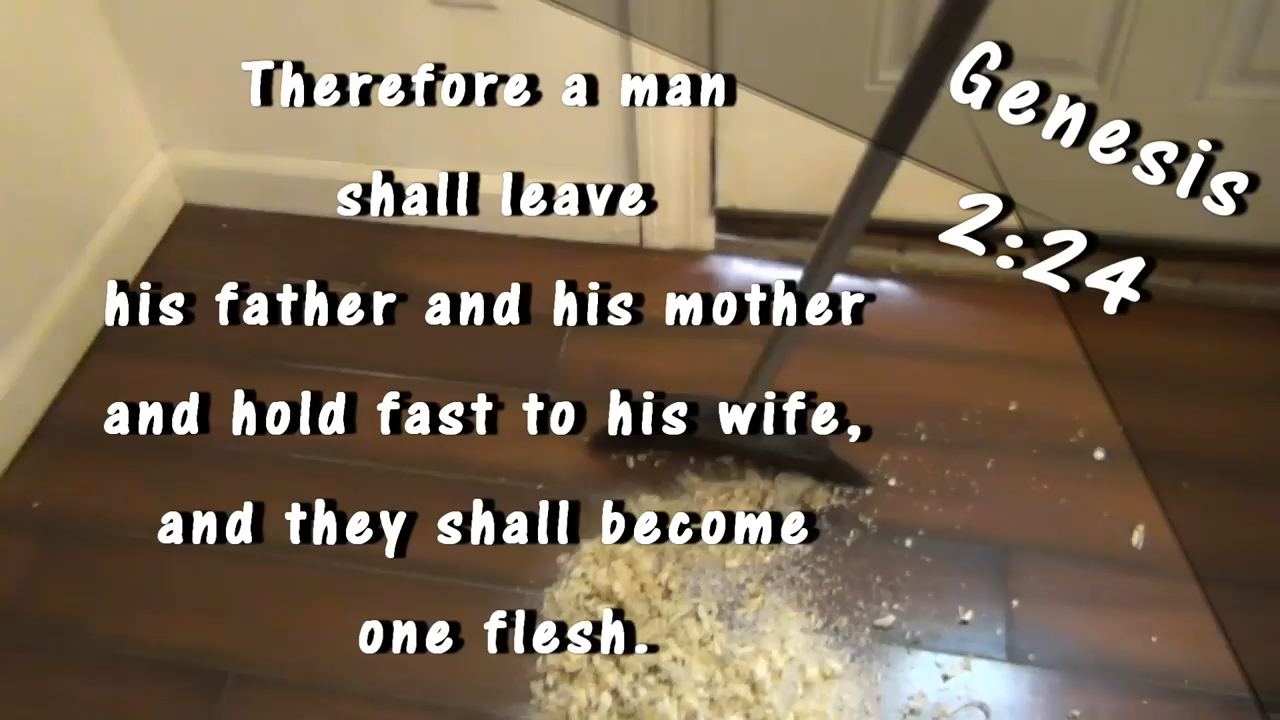 Therefore a man
shall leave
his father and his mother
and hold fast to his wife,
and they shall become
one flesh.
Genesis
2:24